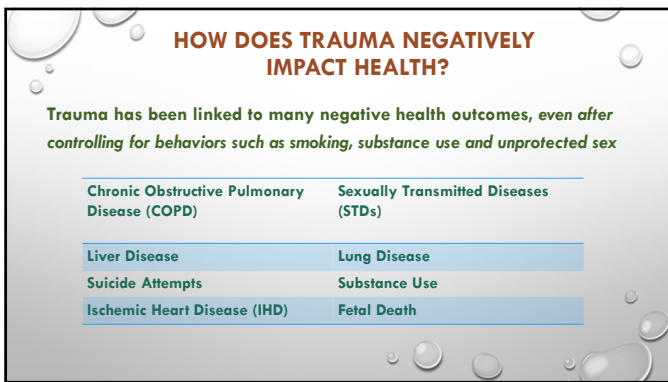 HOW DOES TRAUMA NEGATIVELY
IMPACT HEALTH?
Trauma has been linked to many negative health outcomes, even after
controlling for behaviors such as smoking, substance use and unprotected sex
Chronic Obstructive Pulmonary
Disease (COPD)
Sexually Transmitted Diseases
(STDs)
Liver Disease
Lung Disease
Suicide Attempts
Substance Use
Ischemic Heart Disease (IHD)
Fetal Death